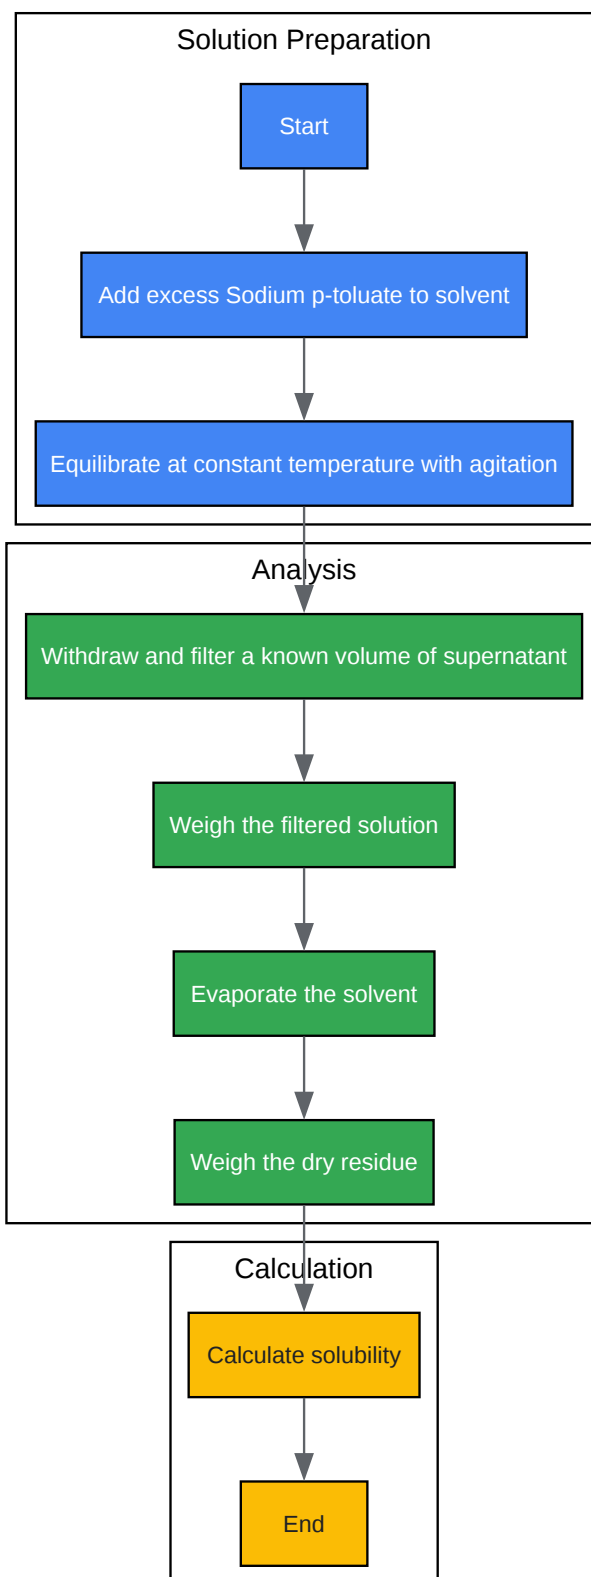 Solution Preparation
Start
Add excess Sodium p-toluate to solvent
Equilibrate at constant temperature with agitation
Analysis
Withdraw and filter a known volume of supernatant
Weigh the filtered solution
Evaporate the solvent
Weigh the dry residue
Calculation
Calculate solubility
End